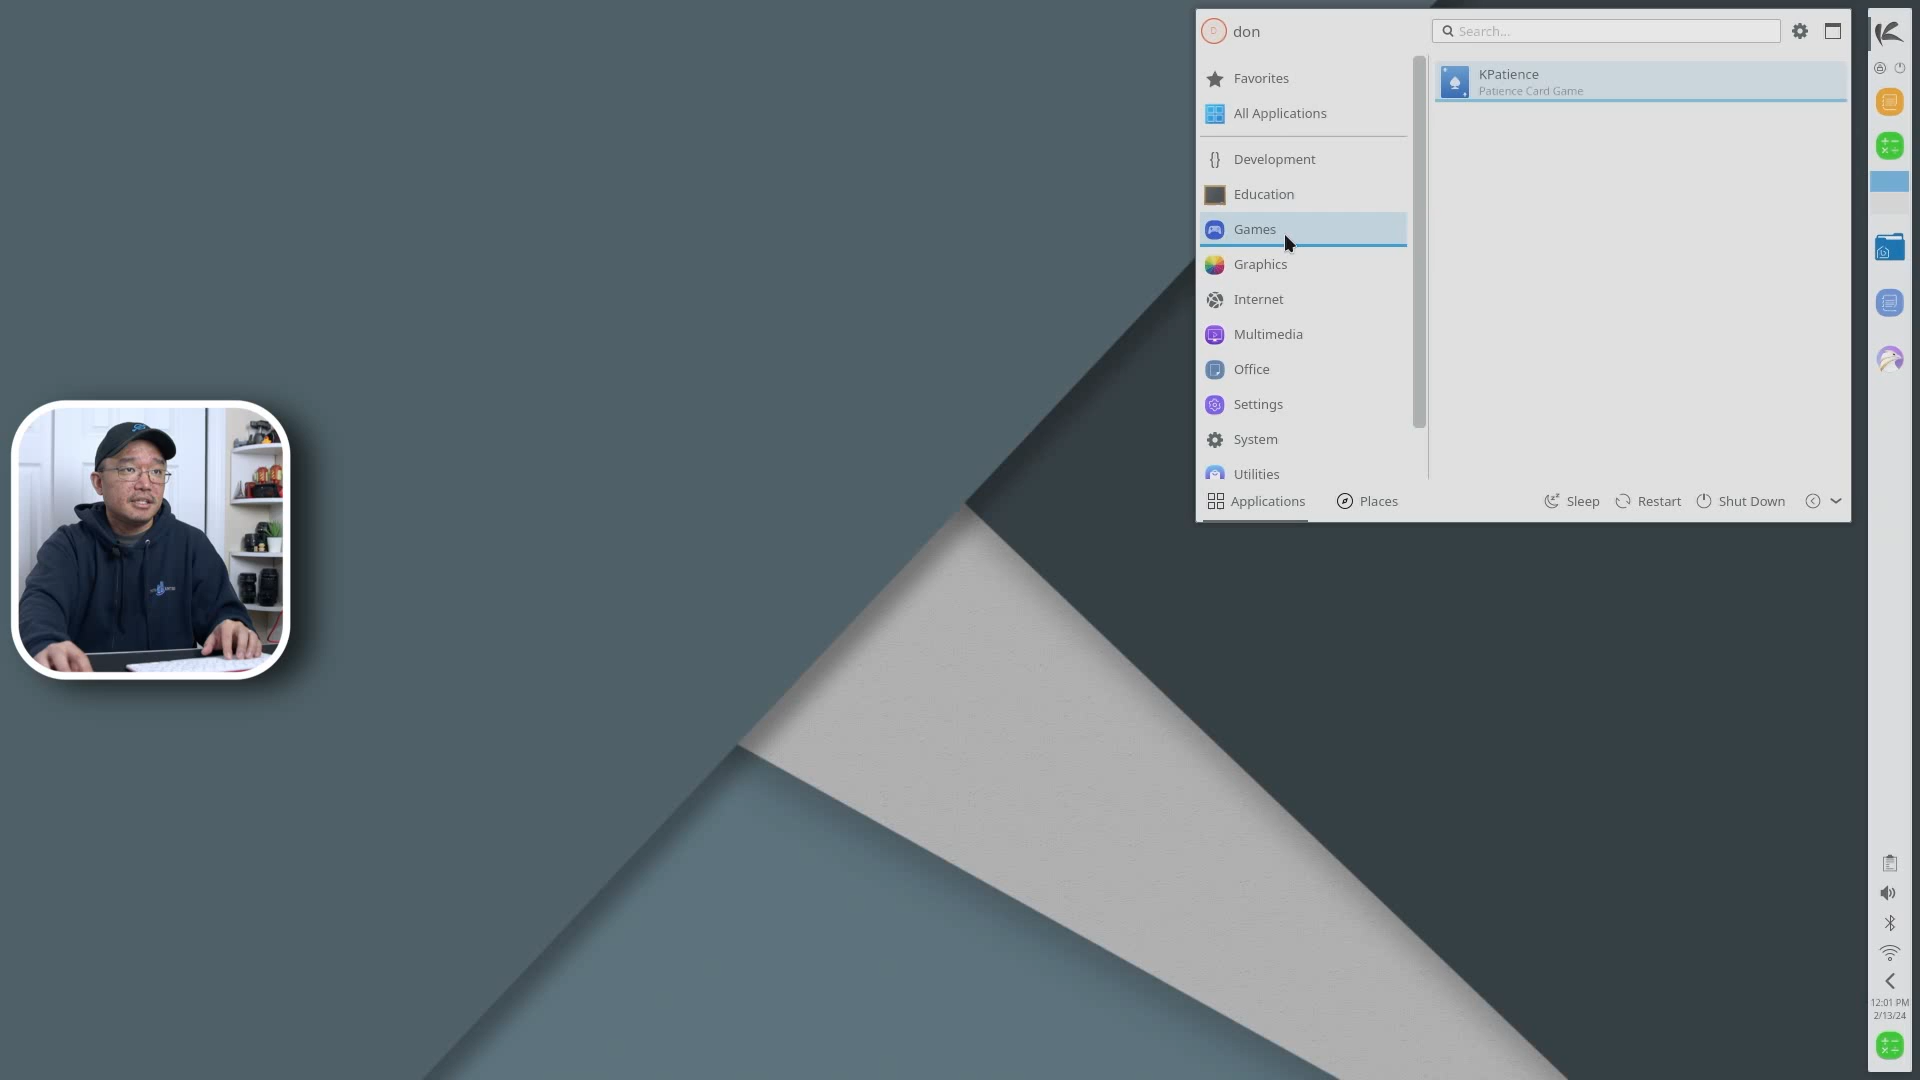 don
Search...
Favorites
All Applications
Development
Education
Games
Graphics
Internet
Multimedia
Office
Settings
System
Utilities
KPatience
Patience Card Game
Applications
Places
Sleep
Restart
Shut Down
12:01 PM
2/13/24